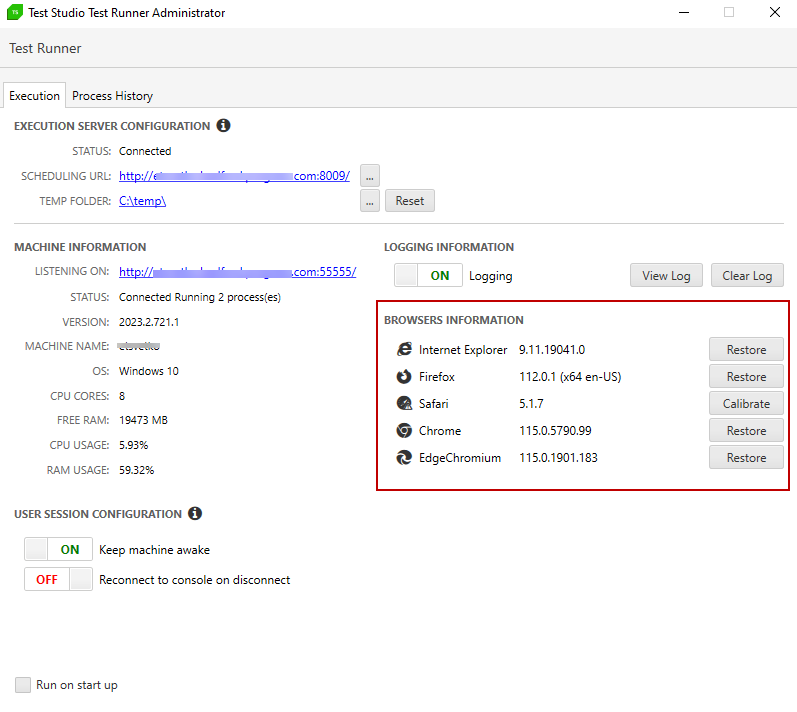 Test Studio Test Runner Administrator
Test Runner
Execution Process History
EXECUTION SERVER CONFIGURATION
STATUS: Connected
SCHEDULING URL: http:// .com:8009/ ...
TEMP FOLDER: C:\temp\ ... Reset
MACHINE INFORMATION
LISTENING ON: http:// .com:55555/
STATUS: Connected Running 2 process(es)
VERSION: 2023.2.721.1
MACHINE NAME:
OS: Windows 10
CPU CORES: 8
FREE RAM: 19473 MB
CPU USAGE: 5.93%
RAM USAGE: 59.32%
LOGGING INFORMATION
ON Logging View Log Clear Log
BROWSERS INFORMATION
Internet Explorer 9.11.19041.0 Restore
Firefox 112.0.1 (x64 en-US) Restore
Safari 5.1.7 Calibrate
Chrome 115.0.5790.99 Restore
EdgeChromium 115.0.1901.183 Restore
USER SESSION CONFIGURATION
ON Keep machine awake
OFF Reconnect to console on disconnect
Run on start up